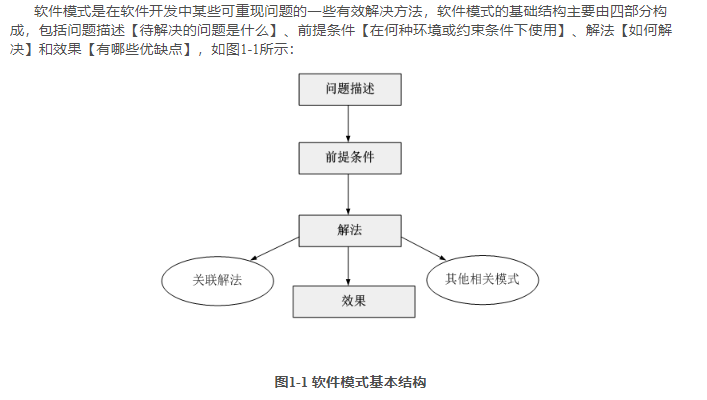 软件模式是在软件开发中某些可重现问题的一些有效解决方法，软件模式的基础结构主要由四部分构
成，包括问题描述【待解决的问题是什么】、前提条件【在何种环境或约束条件下使用】、解法【如何解
决】和效果【有哪些优缺点】，如图1-1所示：
问题描述
前提条件
解法
关联解法
效果
其他相关模式
图1-1 软件模式基本结构